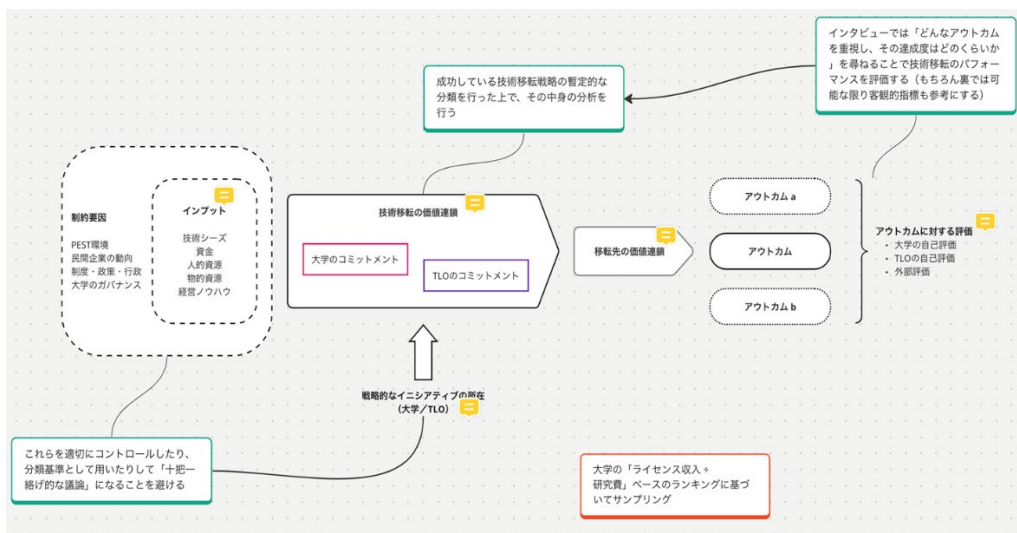 インタビューでは「どんなアウトカム
を重視し、その達成度はどのくらいか
」を尋ねることで技術移転のパフォー
マンスを評価する（もちろん裏では可
能な限り客観的指標も参考にする）
成功している技術移転戦略の暫定的な
分類を行った上で、その中身の分析を
行う
制約要因
PEST環境
民間企業の動向
制度・政策・行政
大学のガバナンス
インプット
技術シーズ
資金
人的資源
物的資源
経営ノウハウ
技術移転の価値連鎖
大学のコミットメント
TLOのコミットメント
移転先の価値連鎖
アウトカム a
アウトカム
アウトカム b
アウトカムに対する評価
・ 大学の自己評価
・ TLOの自己評価
・ 外部評価
戦略的なイニシアティブの所在
（大学／TLO）
これらを適切にコントロールしたり、
分類基準として用いたりして「十把一
絡げ的な議論」になることを避ける
大学の「ライセンス収入 ÷
研究費」ベースのランキングに基づ
いてサンプリング